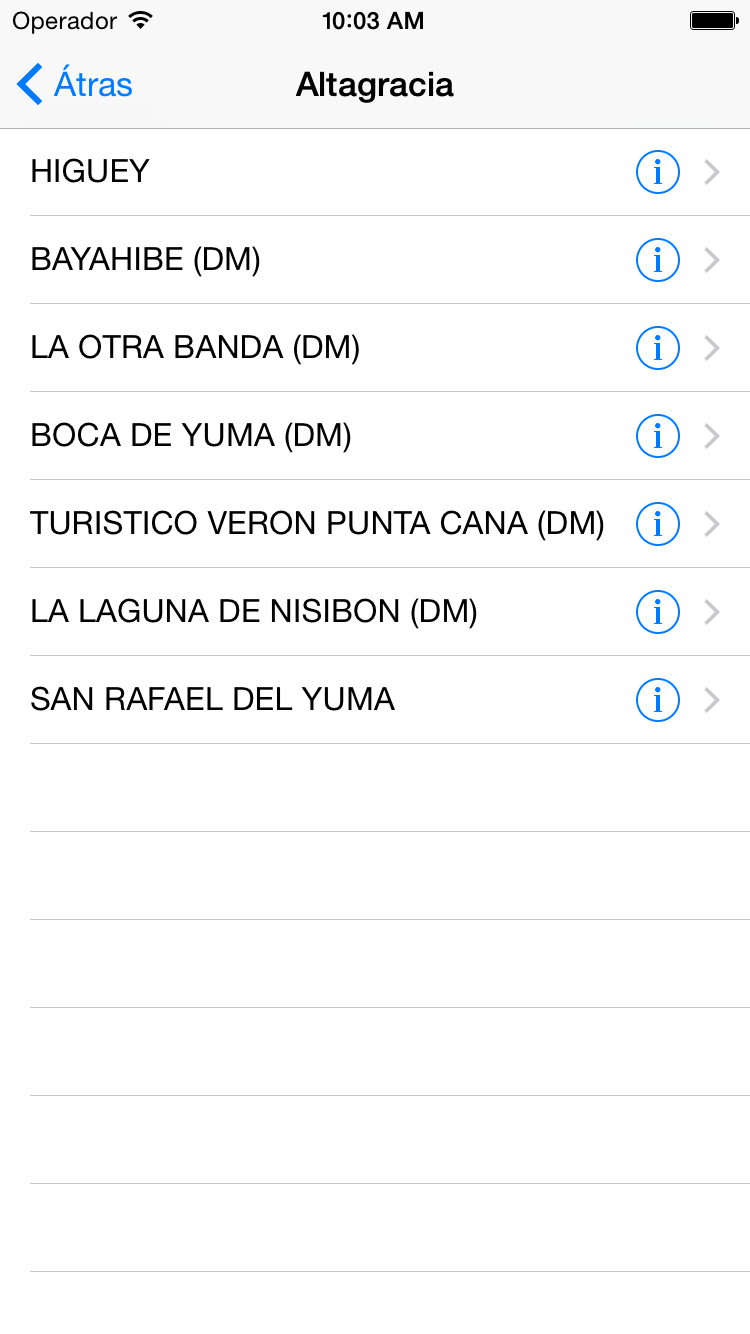 Operador 10:03 AM
Átras Altagracia
HIGUEY
BAYAHIBE (DM)
LA OTRA BANDA (DM)
BOCA DE YUMA (DM)
TURISTICO VERON PUNTA CANA (DM)
LA LAGUNA DE NISIBON (DM)
SAN RAFAEL DEL YUMA